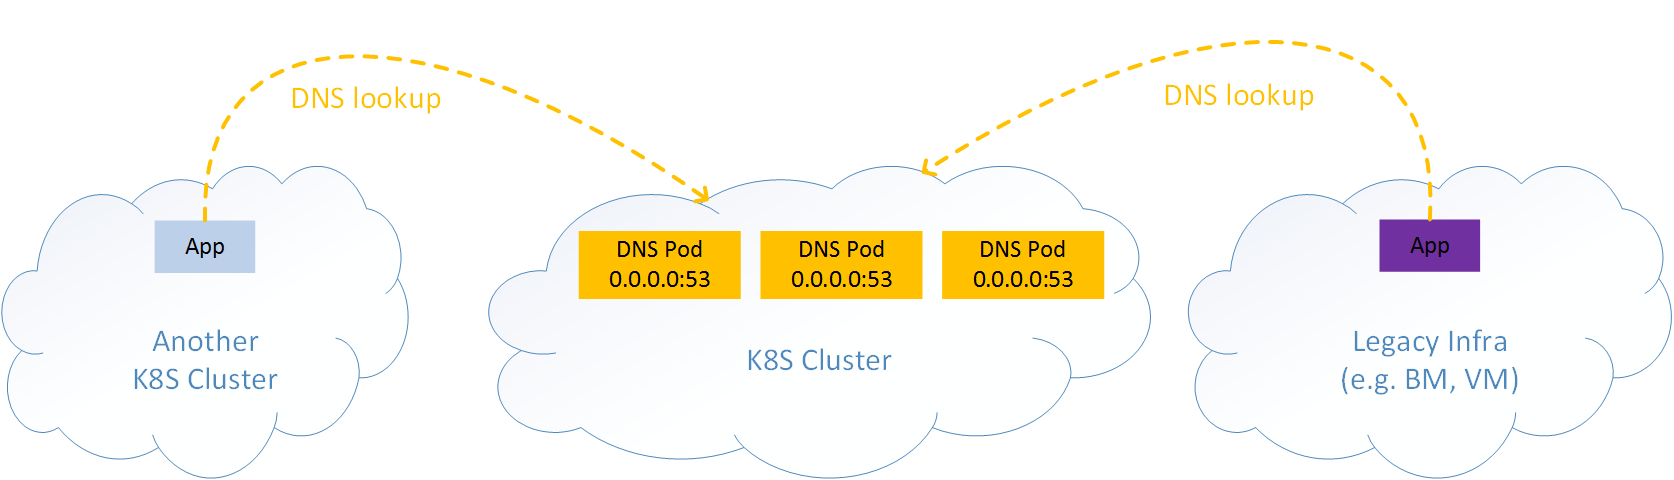 DNS lookup
DNS lookup
App
DNS Pod
0.0.0.0:53
DNS Pod
0.0.0.0:53
DNS Pod
0.0.0.0:53
App
Another
K8S Cluster
K8S Cluster
Legacy Infra
(e.g. BM, VM)